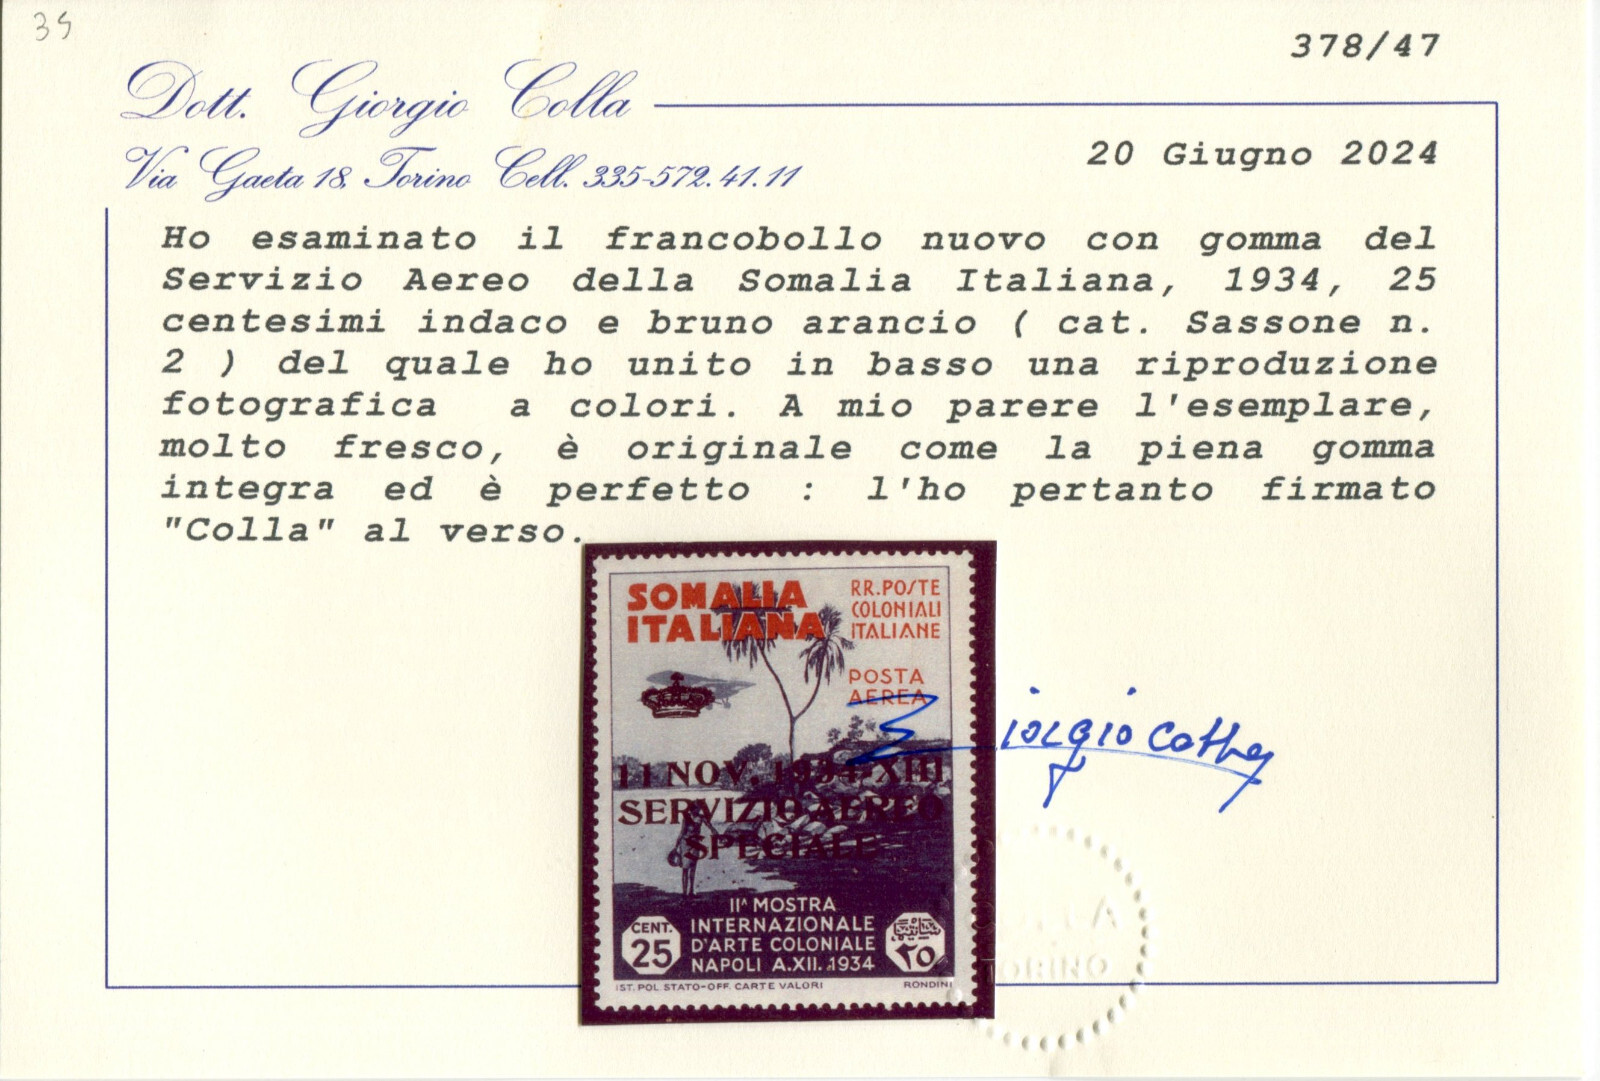 35
378/47
Dott. Giorgio Colla
Via Gaeta 18, Torino Cell. 335-572.41.11
20 Giugno 2024
Ho esaminato il francobollo nuovo con gomma del
Servizio Aereo della Somalia Italiana, 1934, 25
centesimi indaco e bruno arancio ( cat. Sassone n.
2 ) del quale ho unito in basso una riproduzione
fotografica a colori. A mio parere l'esemplare,
molto fresco, è originale come la piena gomma
integra ed è perfetto : l'ho pertanto firmato
"Colla" al verso.
SOMALIA
ITALIANA
RR. POSTE
COLONIALI
ITALIANE
POSTA
AEREA
Giorgio Colla
11 NOV. 1934-XIII
SERVIZIO AEREO
SPECIALE
IIA MOSTRA
INTERNAZIONALE
D'ARTE COLONIALE
NAPOLI A.XII. 1934
CENT.
25
٢٥
IST. POL. STATO-OFF. CARTE VALORI
RONDINI
TORINO